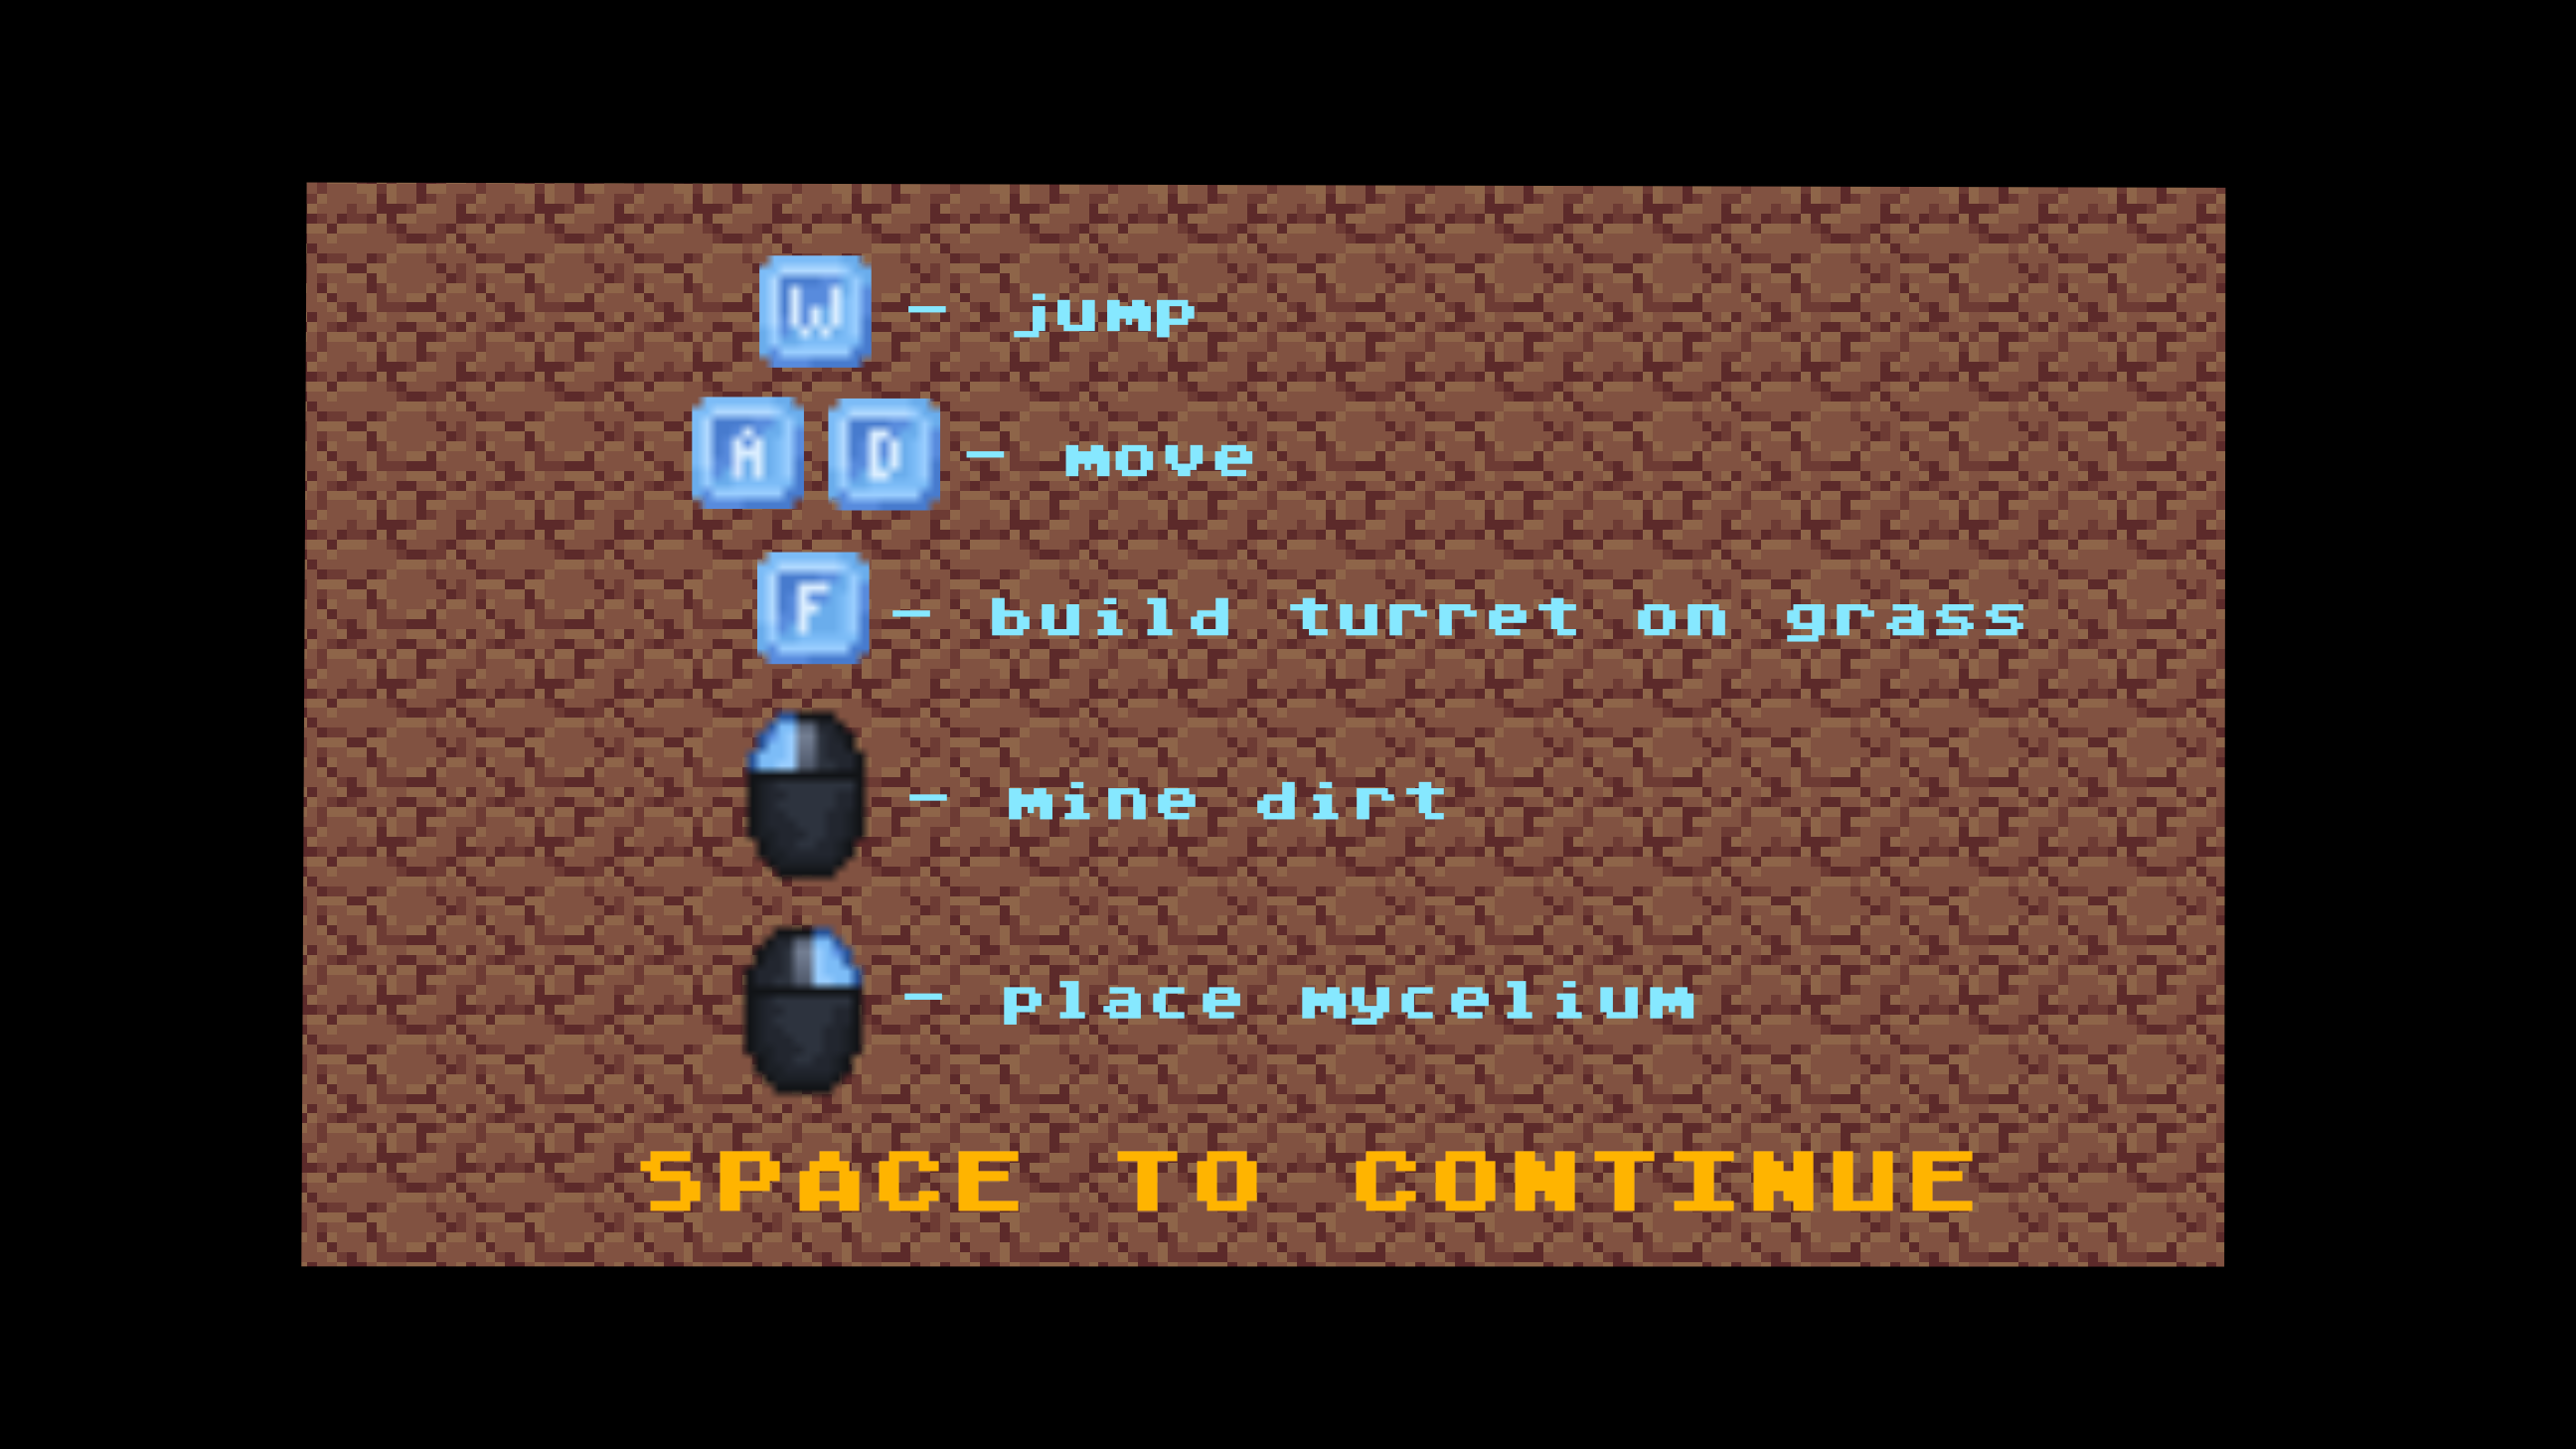 W - jump
A D - move
F - build turret on grass
- mine dirt
- place mycelium
SPACE TO CONTINUE